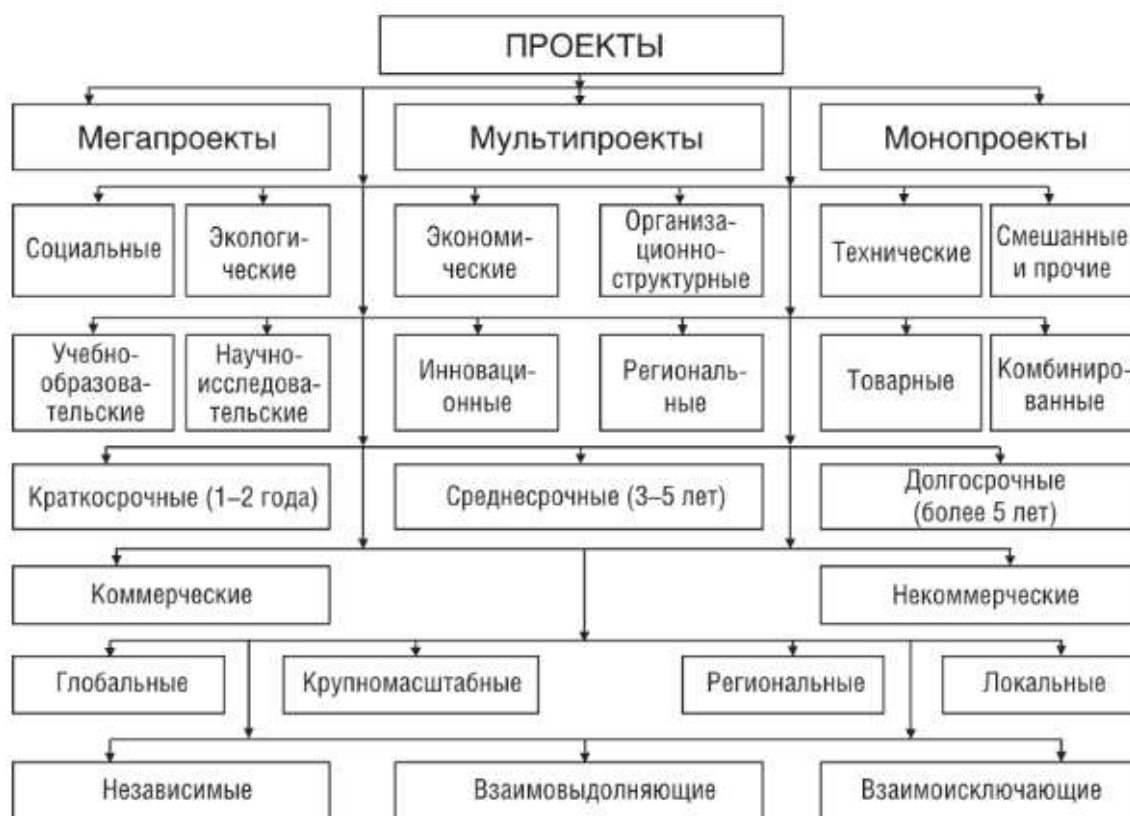 ПРОЕКТЫ
Мегапроекты
Мультипроекты
Монопроекты
Социальные
Экологи-
ческие
Экономи-
ческие
Организа-
ционно-
структурные
Технические
Смешанные
и прочие
Учебно-
образова-
тельские
Научно-
исследова-
тельские
Инноваци-
онные
Региональ-
ные
Товарные
Комбиниро-
ванные
Краткосрочные (1–2 года)
Среднесрочные (3–5 лет)
Долгосрочные
(более 5 лет)
Коммерческие
Некоммерческие
Глобальные
Крупномасштабные
Региональные
Локальные
Независимые
Взаимовыдолняющие
Взаимоисключающие